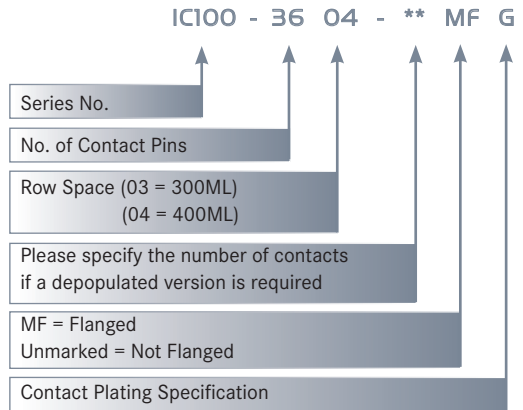 IC100 - 36 04 - ** MF G
Series No.
No. of Contact Pins
Row Space (03 = 300ML)
(04 = 400ML)
Please specify the number of contacts
if a depopulated version is required
MF = Flanged
Unmarked = Not Flanged
Contact Plating Specification